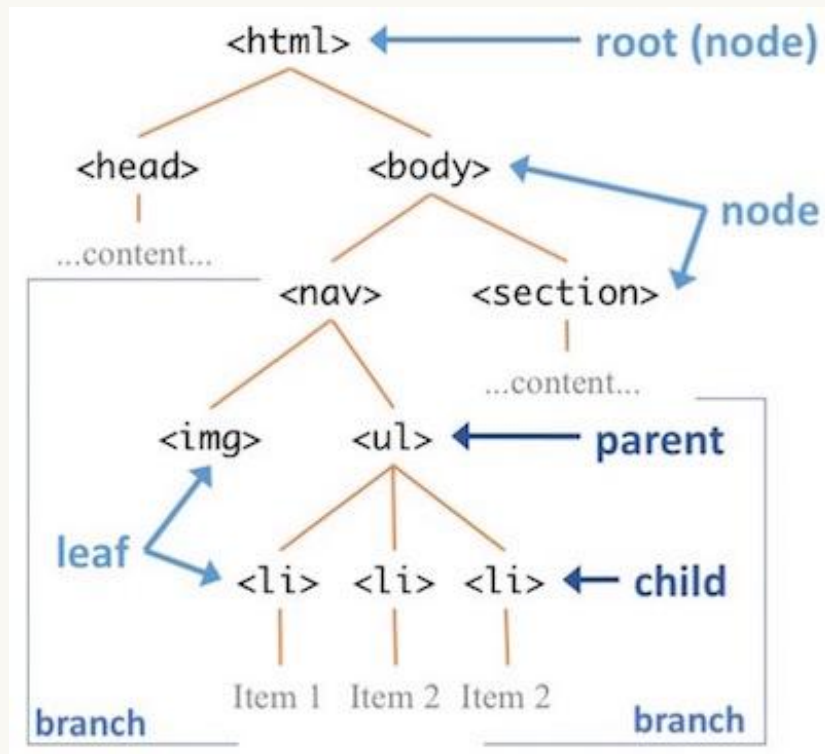 <html> root (node)
<head> <body>
node
...content...
<nav> <section>
...content...
<img> <ul> parent
leaf
<li> <li> <li> child
Item 1 Item 2 Item 2
branch branch